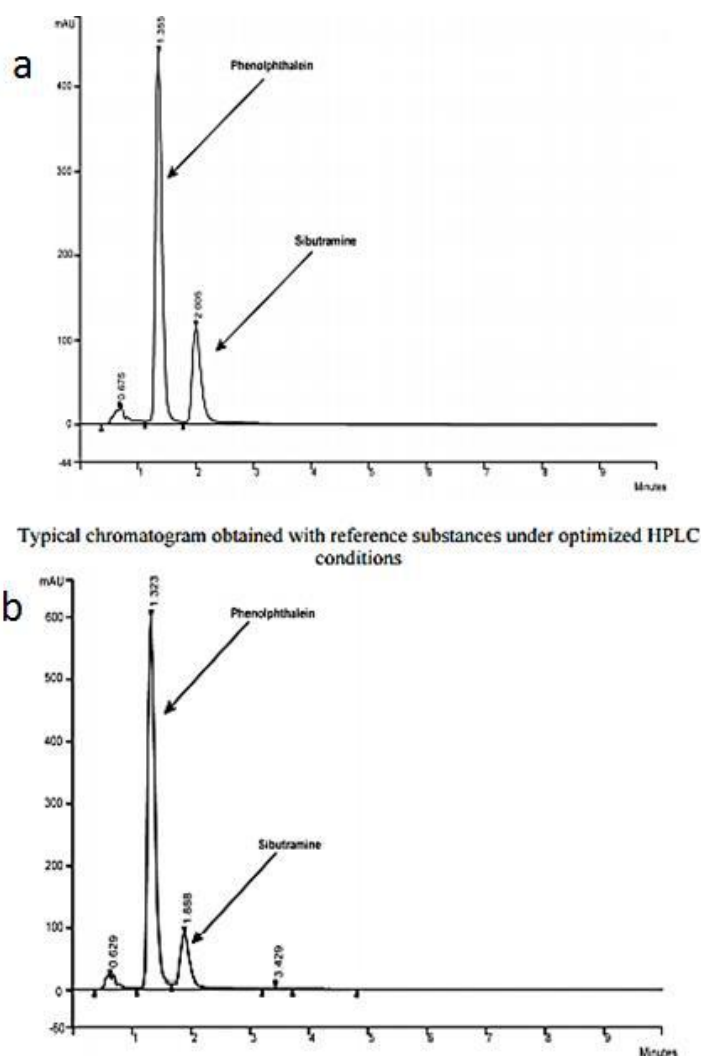 mAU
a
1.355
Phenolphthalein
400
300
Sibutramine
200
2.005
100
0.675
0
-44
1 2 3 4 5 6 7 8 9
Minutes
Typical chromatogram obtained with reference substances under optimized HPLC
conditions
mAU
b
1.323
Phenolphthalein
600
500
400
300
Sibutramine
200
100
0.629
3.429
0
-50
1 2 3 4 5 6 7 8 9
Minutes